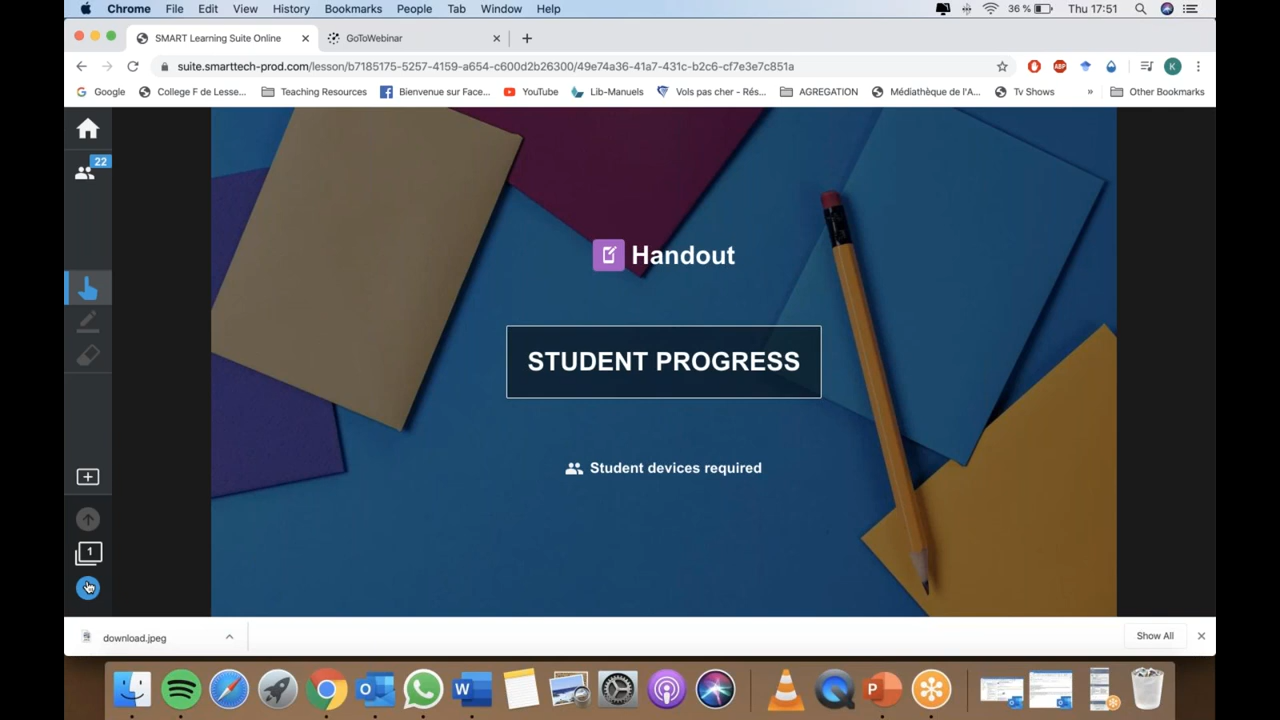 Chrome File Edit View History Bookmarks People Tab Window Help 36 % Thu 17:51
SMART Learning Suite Online GoToWebinar
suite.smarttech-prod.com/lesson/b7185175-5257-4159-a654-c600d2b26300/49e74a36-41a7-431c-b2c6-cf7e3e7c851a
ABP K
Google College F de Lesse... Teaching Resources Bienvenue sur Face... YouTube Lib-Manuels Vols pas cher - Rés... AGREGATION Médiathèque de l'A... Tv Shows » Other Bookmarks
22
Handout
STUDENT PROGRESS
Student devices required
1
download.jpeg Show All